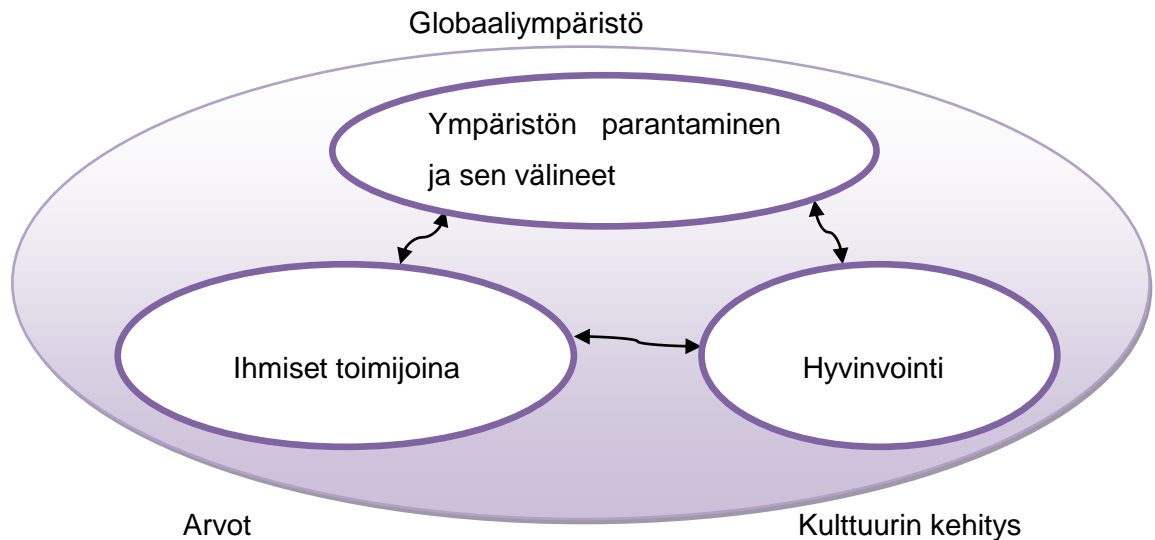 Globaaliympäristö
Ympäristön parantaminen
ja sen välineet
Ihmiset toimijoina
Hyvinvointi
Arvot
Kulttuurin kehitys